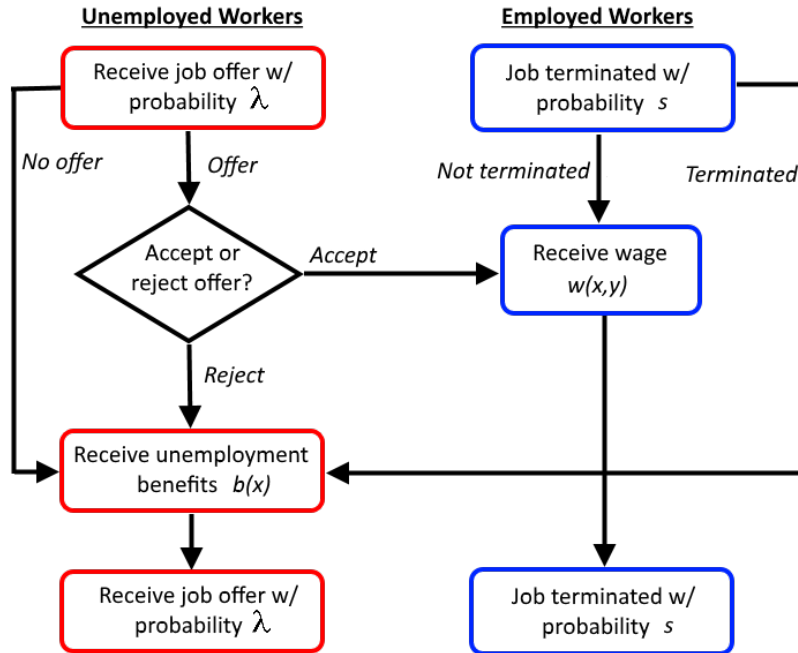 Unemployed Workers
Employed Workers
Receive job offer w/
probability λ
Job terminated w/
probability s
No offer
Offer
Not terminated
Terminated
Accept or
reject offer?
Accept
Receive wage
w(x,y)
Reject
Receive unemployment
benefits b(x)
Receive job offer w/
probability λ
Job terminated w/
probability s